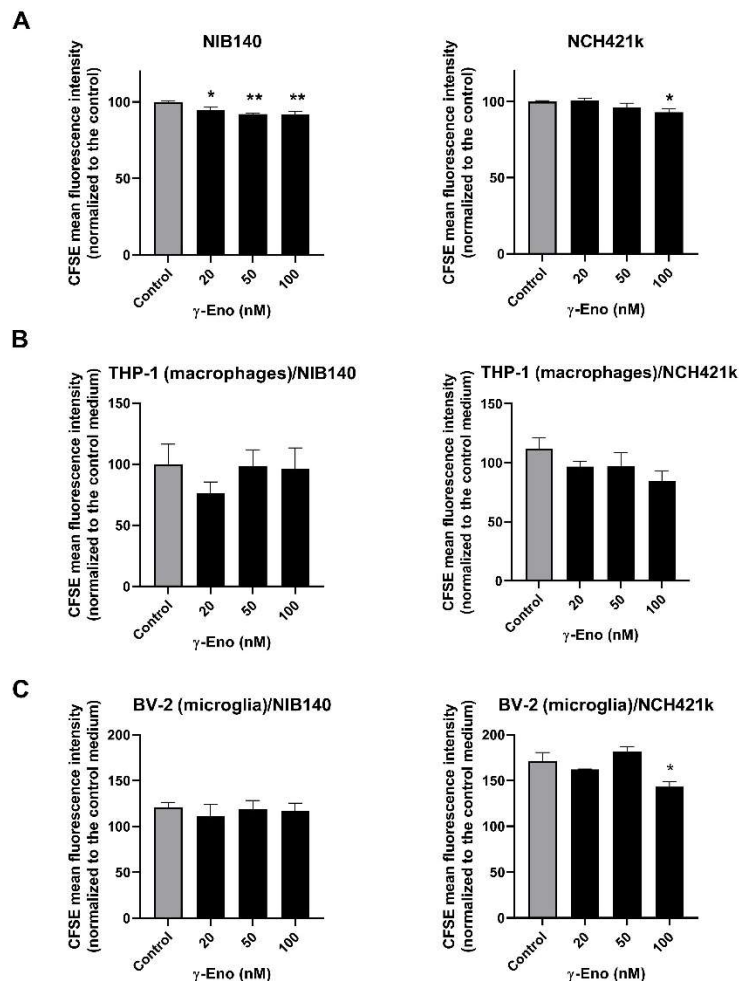 A
NIB140
CFSE mean fluorescence intensity
(normalized to the control)
100
50
0
*
**
**
Control
20
50
100
γ-Eno (nM)
NCH421k
CFSE mean fluorescence intensity
(normalized to the control)
100
50
0
*
Control
20
50
100
γ-Eno (nM)
B
THP-1 (macrophages)/NIB140
CFSE mean fluorescence intensity
(normalized to the control medium)
150
100
50
0
Control
20
50
100
γ-Eno (nM)
THP-1 (macrophages)/NCH421k
CFSE mean fluorescence intensity
(normalized to the control medium)
150
100
50
0
Control
20
50
100
γ-Eno (nM)
C
BV-2 (microglia)/NIB140
CFSE mean fluorescence intensity
(normalized to the control medium)
200
150
100
50
0
Control
20
50
100
γ-Eno (nM)
BV-2 (microglia)/NCH421k
CFSE mean fluorescence intensity
(normalized to the control medium)
200
150
100
50
0
*
Control
20
50
100
γ-Eno (nM)